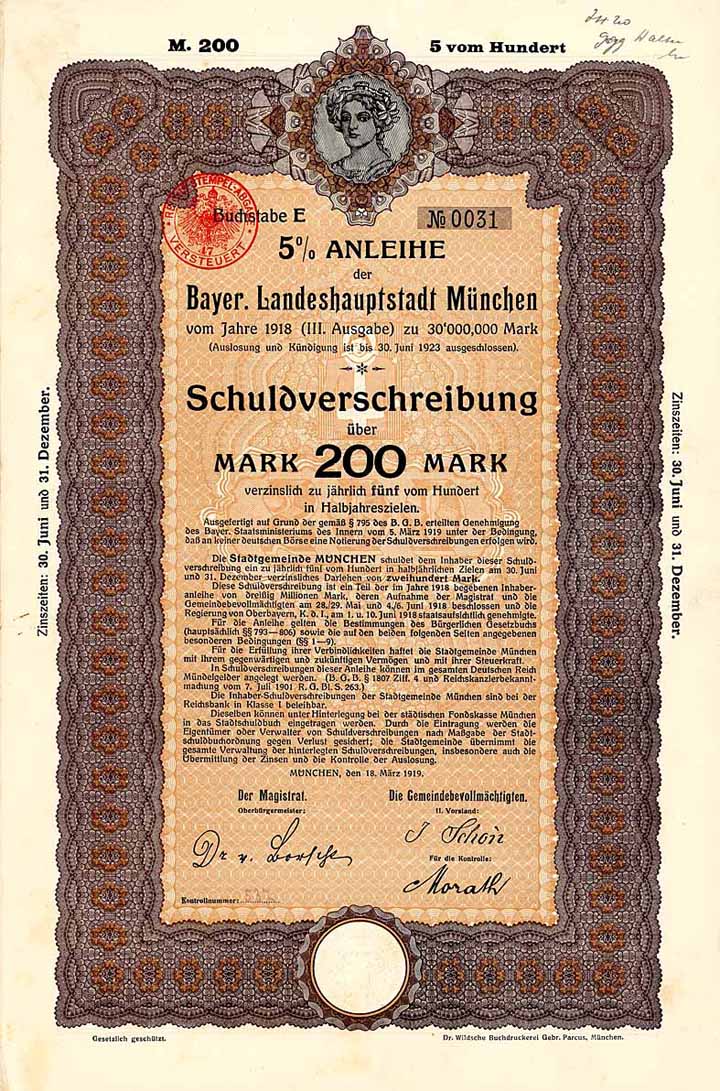 M. 200
5 vom Hundert
REICHSSTEMPEL-ABGABE
17
VERSTEUERT
Buchstabe E
№ 0031
5% ANLEIHE
der
Bayer. Landeshauptstadt München
vom Jahre 1918 (III. Ausgabe) zu 30'000,000 Mark
(Auslosung und Kündigung ist bis 30. Juni 1923 ausgeschlossen).
Schuldverschreibung
über
MARK 200 MARK
verzinslich zu jährlich fünf vom Hundert
in Halbjahreszielen.
Ausgefertigt auf Grund der gemäß § 795 des B. G. B. erteilten Genehmigung
des Bayer. Staatsministeriums des Innern vom 5. März 1919 unter der Bedingung,
daß an keiner deutschen Börse eine Notierung der Schuldverschreibungen erfolgen wird.
Die Stadtgemeinde MÜNCHEN schuldet dem Inhaber dieser Schuld-
verschreibung ein zu jährlich fünf vom Hundert in halbjährlichen Zielen am 30. Juni
und 31. Dezember verzinsliches Darlehen von zweihundert Mark.
Diese Schuldverschreibung ist ein Teil der im Jahre 1918 begebenen Inhaber-
anleihe von dreißig Millionen Mark, deren Aufnahme der Magistrat und die
Gemeindebevollmächtigten am 28./29. Mai und 4./6. Juni 1918 beschlossen und die
Regierung von Oberbayern, K. d. I., am 1. u. 10. Juni 1918 staatsaufsichtlich genehmigte.
Für die Anleihe gelten die Bestimmungen des Bürgerlichen Gesetzbuchs
(hauptsächlich §§ 793—806) sowie die auf den beiden folgenden Seiten angegebenen
besonderen Bedingungen (§§ 1—9).
Für die Erfüllung ihrer Verbindlichkeiten haftet die Stadtgemeinde München
mit ihrem gegenwärtigen und zukünftigen Vermögen und mit ihrer Steuerkraft.
In Schuldverschreibungen dieser Anleihe können im gesamten Deutschen Reich
Mündelgelder angelegt werden. (B. G. B. § 1807 Ziff. 4 und Reichskanzlerbekannt-
machung vom 7. Juli 1901 R. G. Bl. S. 263.)
Die Inhaber-Schuldverschreibungen der Stadtgemeinde München sind bei der
Reichsbank in Klasse I beleihbar.
Dieselben können unter Hinterlegung bei der städtischen Fondskasse München
in das Stadtschuldbuch eingetragen werden. Durch die Eintragung werden die
Eigentümer oder Verwalter von Schuldverschreibungen nach Maßgabe der Stadt-
schuldbuchordnung gegen Verlust gesichert; die Stadtgemeinde übernimmt die
gesamte Verwaltung der hinterlegten Schuldverschreibungen, insbesondere auch die
Übermittlung der Zinsen und die Kontrolle der Auslosung.
MÜNCHEN, den 18. März 1919.
Der Magistrat.
Oberbürgermeister:
Dr v. Borscht
Die Gemeindebevollmächtigten.
II. Vorstand:
J Schön
Für die Kontrolle:
Morath
Kontrollnummer:
Zinszeiten: 30. Juni und 31. Dezember.
Zinszeiten: 30. Juni und 31. Dezember.
Gesetzlich geschützt.
Dr. Wildsche Buchdruckerei Gebr. Parcus, München.